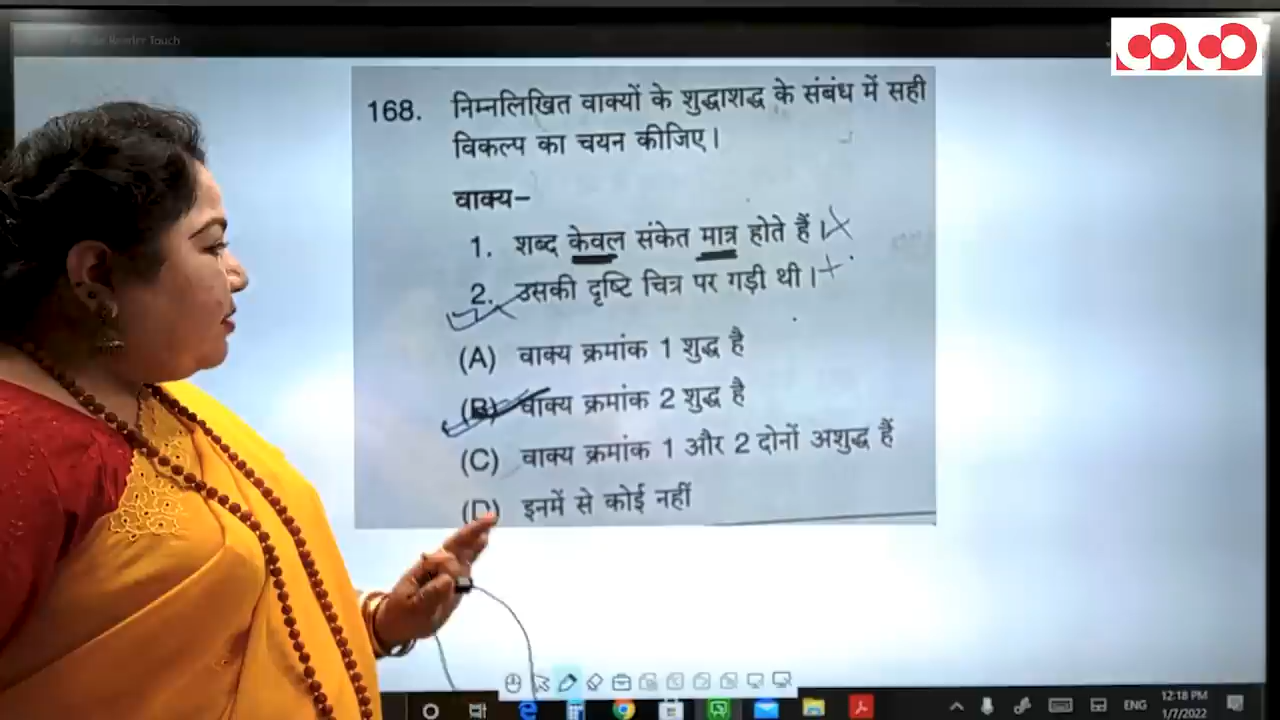 168. निम्नलिखित वाक्यों के शुद्धाशद्ध के संबंध में सही
विकल्प का चयन कीजिए।
वाक्य–
1. शब्द केवल संकेत मात्र होते हैं।
2. उसकी दृष्टि चित्र पर गड़ी थी।
(A) वाक्य क्रमांक 1 शुद्ध है
(B) वाक्य क्रमांक 2 शुद्ध है
(C) वाक्य क्रमांक 1 और 2 दोनों अशुद्ध हैं
(D) इनमें से कोई नहीं
ENG
12:18 PM
1/7/2022